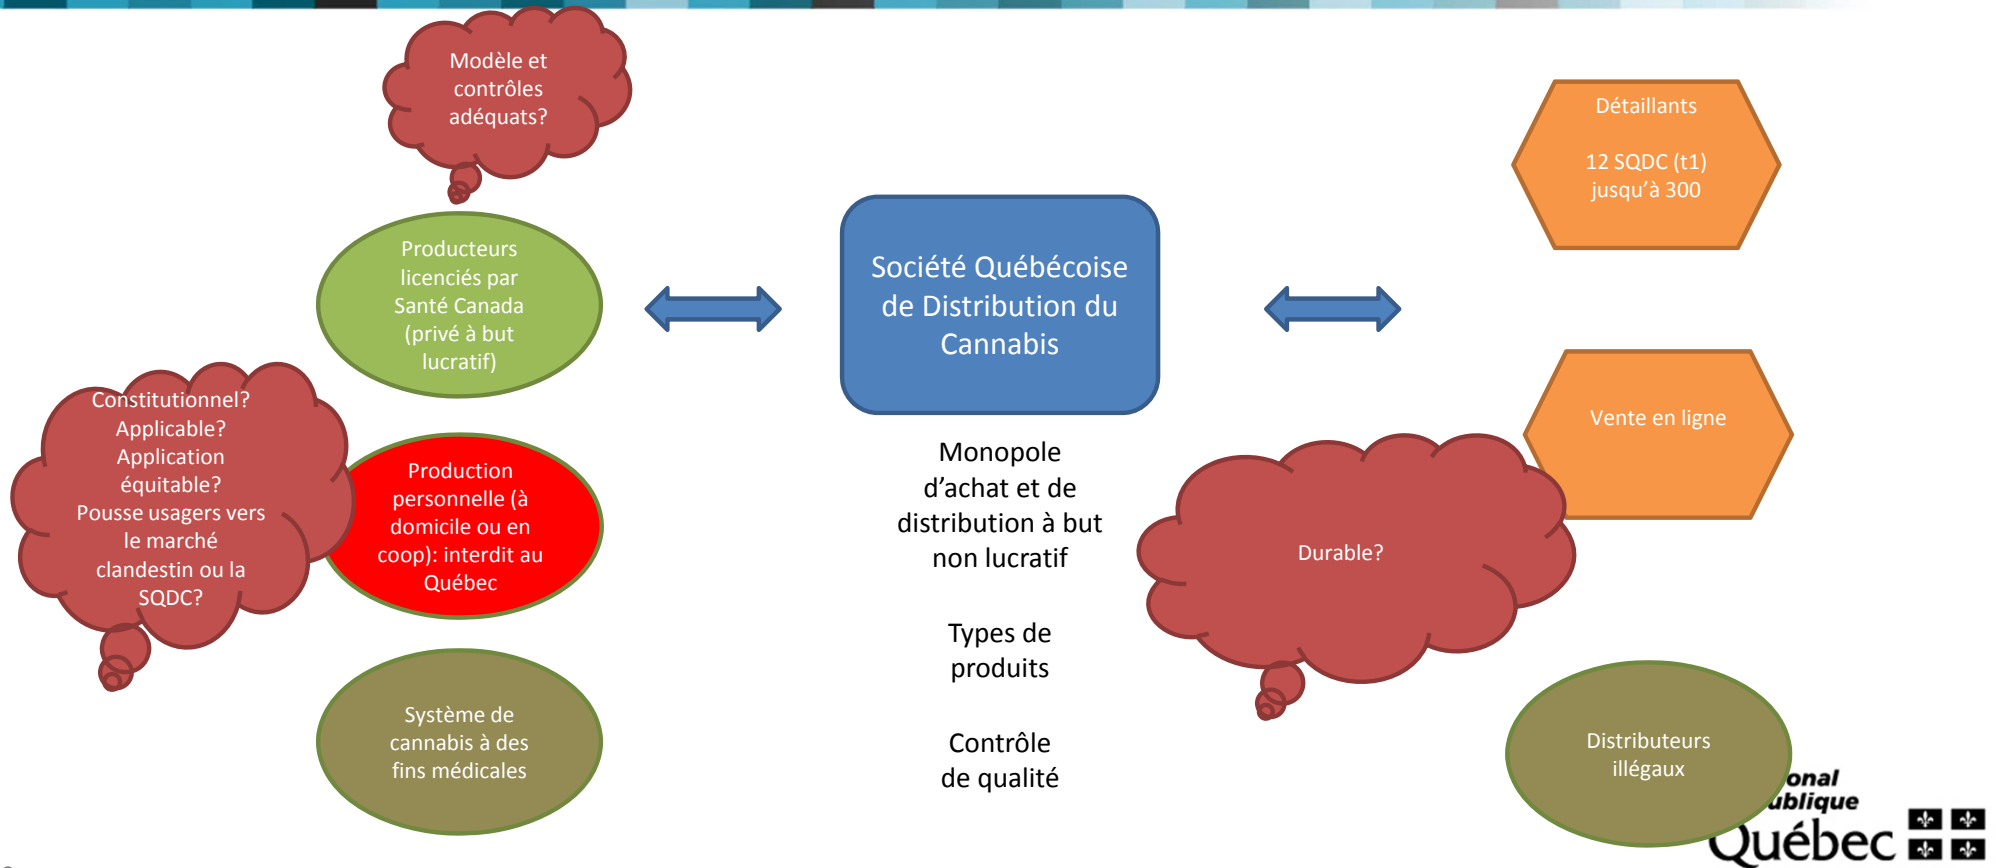 Modèle et
contrôles
adéquats?
Producteurs
licenciés par
Santé Canada
(privé à but
lucratif)
Constitutionnel?
Applicable?
Application
équitable?
Pousse usagers vers
le marché
clandestin ou la
SQDC?
Production
personnelle (à
domicile ou en
coop): interdit au
Québec
Système de
cannabis à des
fins médicales
Société Québécoise
de Distribution du
Cannabis
Monopole
d’achat et de
distribution à but
non lucratif
Types de
produits
Contrôle
de qualité
Détaillants
12 SQDC (t1)
jusqu’à 300
Vente en ligne
Durable?
Distributeurs
illégaux
onal
ublique
Québec